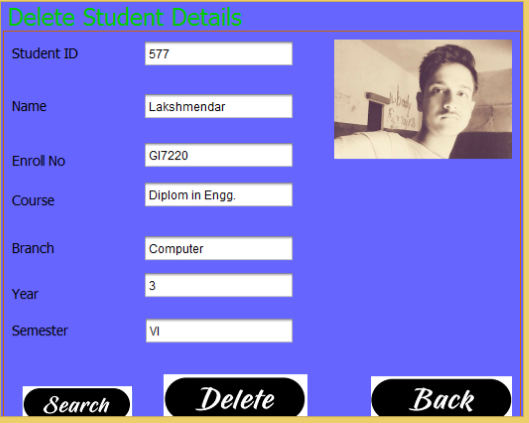 Delete Student Details
Student ID 577
Name Lakshmendar
Enroll No GI7220
Course Diplom in Engg.
Branch Computer
Year 3
Semester VI
Search Delete Back